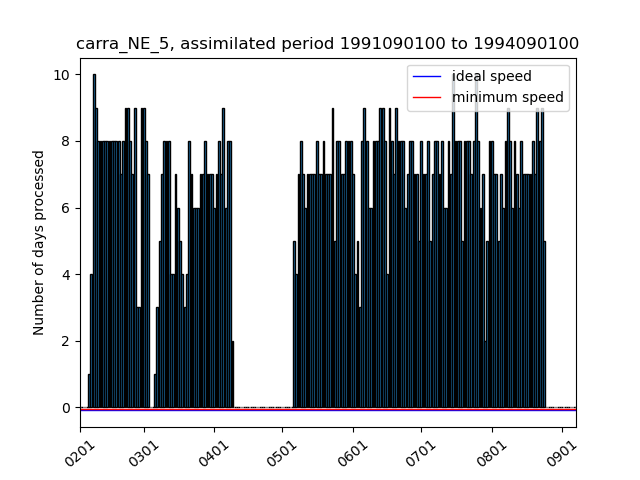 carra_NE_5, assimilated period 1991090100 to 1994090100
ideal speed
minimum speed
Number of days processed
10
8
6
4
2
0
0201 0301 0401 0501 0601 0701 0801 0901